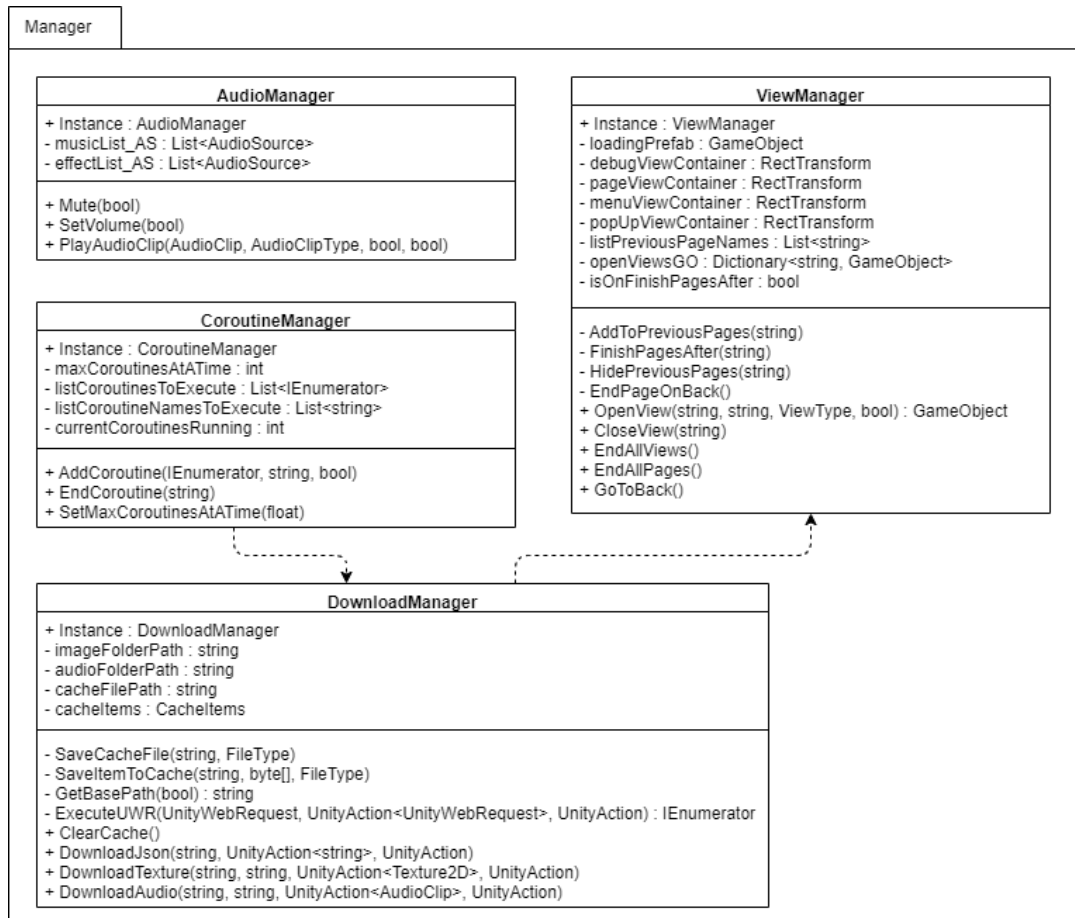 Manager
AudioManager
+ Instance : AudioManager
- musicList_AS : List<AudioSource>
- effectList_AS : List<AudioSource>
+ Mute(bool)
+ SetVolume(bool)
+ PlayAudioClip(AudioClip, AudioClipType, bool, bool)
ViewManager
+ Instance : ViewManager
- loadingPrefab : GameObject
- debugViewContainer : RectTransform
- pageViewContainer : RectTransform
- menuViewContainer : RectTransform
- popUpViewContainer : RectTransform
- listPreviousPageNames : List<string>
- openViewsGO : Dictionary<string, GameObject>
- isOnFinishPagesAfter : bool
- AddToPreviousPages(string)
- FinishPagesAfter(string)
- HidePreviousPages(string)
- EndPageOnBack()
+ OpenView(string, string, ViewType, bool) : GameObject
+ CloseView(string)
+ EndAllViews()
+ EndAllPages()
+ GoToBack()
CoroutineManager
+ Instance : CoroutineManager
- maxCoroutinesAtATime : int
- listCoroutinesToExecute : List<IEnumerator>
- listCoroutineNamesToExecute : List<string>
- currentCoroutinesRunning : int
+ AddCoroutine(IEnumerator, string, bool)
+ EndCoroutine(string)
+ SetMaxCoroutinesAtATime(float)
DownloadManager
+ Instance : DownloadManager
- imageFolderPath : string
- audioFolderPath : string
- cacheFilePath : string
- cacheItems : CacheItems
- SaveCacheFile(string, FileType)
- SaveItemToCache(string, byte[], FileType)
- GetBasePath(bool) : string
- ExecuteUWR(UnityWebRequest, UnityAction<UnityWebRequest>, UnityAction) : IEnumerator
+ ClearCache()
+ DownloadJson(string, UnityAction<string>, UnityAction)
+ DownloadTexture(string, string, UnityAction<Texture2D>, UnityAction)
+ DownloadAudio(string, string, UnityAction<AudioClip>, UnityAction)